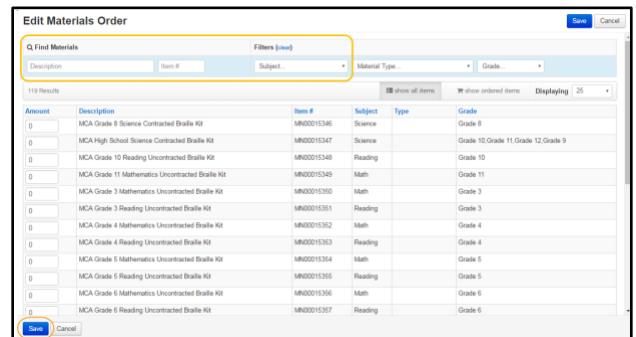 Edit Materials Order Save Cancel
Find Materials Filters (clear)
Description Item # Subject... Material Type... Grade...
119 Results show all items show ordered items Displaying 25
Amount Description Item # Subject Type Grade
0 MCA Grade 8 Science Contracted Braille Kit MN00015346 Science Grade 8
0 MCA High School Science Contracted Braille Kit MN00015347 Science Grade 10,Grade 11,Grade 12,Grade 9
0 MCA Grade 10 Reading Uncontracted Braille Kit MN00015348 Reading Grade 10
0 MCA Grade 11 Mathematics Uncontracted Braille Kit MN00015349 Math Grade 11
0 MCA Grade 3 Mathematics Uncontracted Braille Kit MN00015350 Math Grade 3
0 MCA Grade 3 Reading Uncontracted Braille Kit MN00015351 Reading Grade 3
0 MCA Grade 4 Mathematics Uncontracted Braille Kit MN00015352 Math Grade 4
0 MCA Grade 4 Reading Uncontracted Braille Kit MN00015353 Reading Grade 4
0 MCA Grade 5 Mathematics Uncontracted Braille Kit MN00015354 Math Grade 5
0 MCA Grade 5 Reading Uncontracted Braille Kit MN00015355 Reading Grade 5
0 MCA Grade 6 Mathematics Uncontracted Braille Kit MN00015356 Math Grade 6
0 MCA Grade 6 Reading Uncontracted Braille Kit MN00015357 Reading Grade 6
Save Cancel